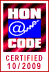 HON
@
CODE
CERTIFIED
10/2009